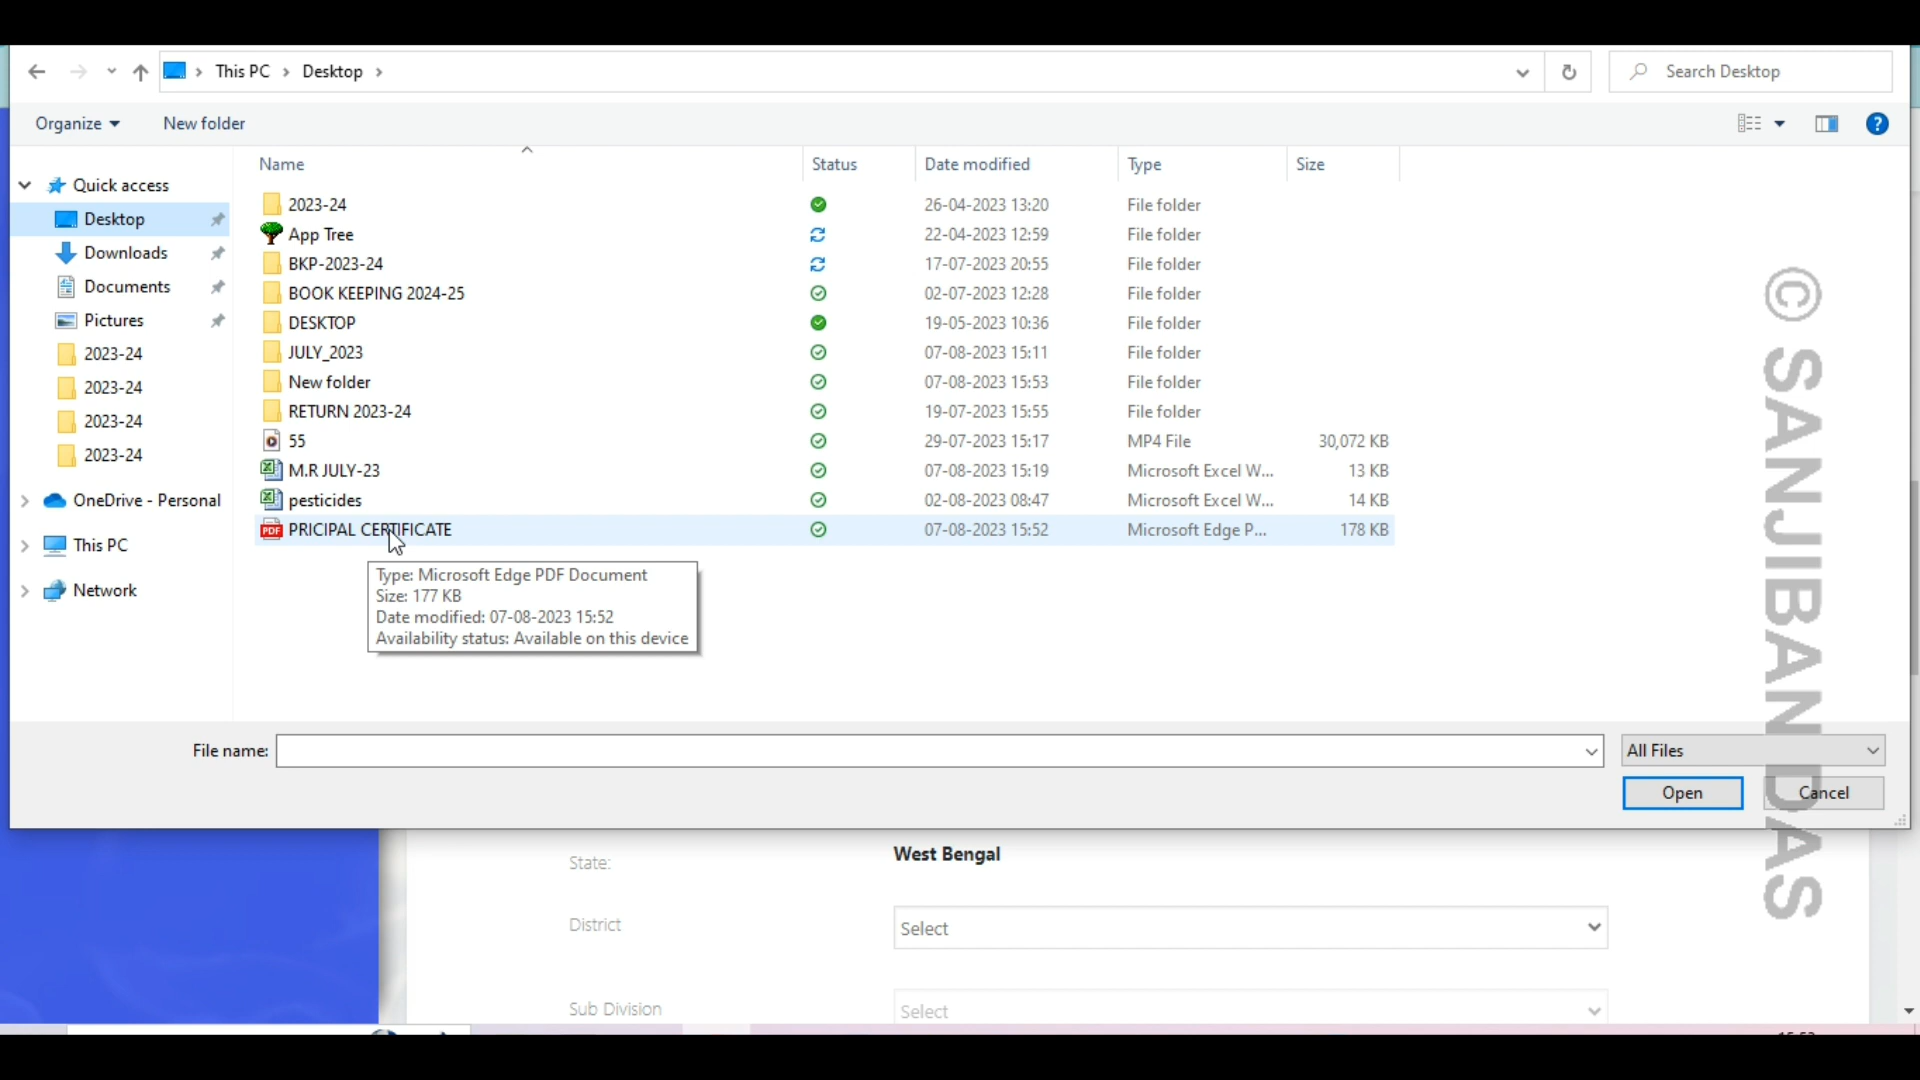 This PC > Desktop >
Search Desktop
Organize
New folder
?
Name
Status
Date modified
Type
Size
Quick access
Desktop
Downloads
Documents
Pictures
2023-24
2023-24
2023-24
2023-24
OneDrive - Personal
This PC
Network
2023-24 26-04-2023 13:20 File folder
App Tree 22-04-2023 12:59 File folder
BKP-2023-24 17-07-2023 20:55 File folder
BOOK KEEPING 2024-25 02-07-2023 12:28 File folder
DESKTOP 19-05-2023 10:36 File folder
JULY_2023 07-08-2023 15:11 File folder
New folder 07-08-2023 15:53 File folder
RETURN 2023-24 19-07-2023 15:55 File folder
55 29-07-2023 15:17 MP4 File 30,072 KB
M.R JULY-23 07-08-2023 15:19 Microsoft Excel W... 13 KB
pesticides 02-08-2023 08:47 Microsoft Excel W... 14 KB
PDF PRICIPAL CERTIFICATE 07-08-2023 15:52 Microsoft Edge P... 178 KB
Type: Microsoft Edge PDF Document
Size: 177 KB
Date modified: 07-08-2023 15:52
Availability status: Available on this device
File name:
All Files
Open
Cancel
State: West Bengal
District Select
Sub Division Select
© SANJIBAN DAS